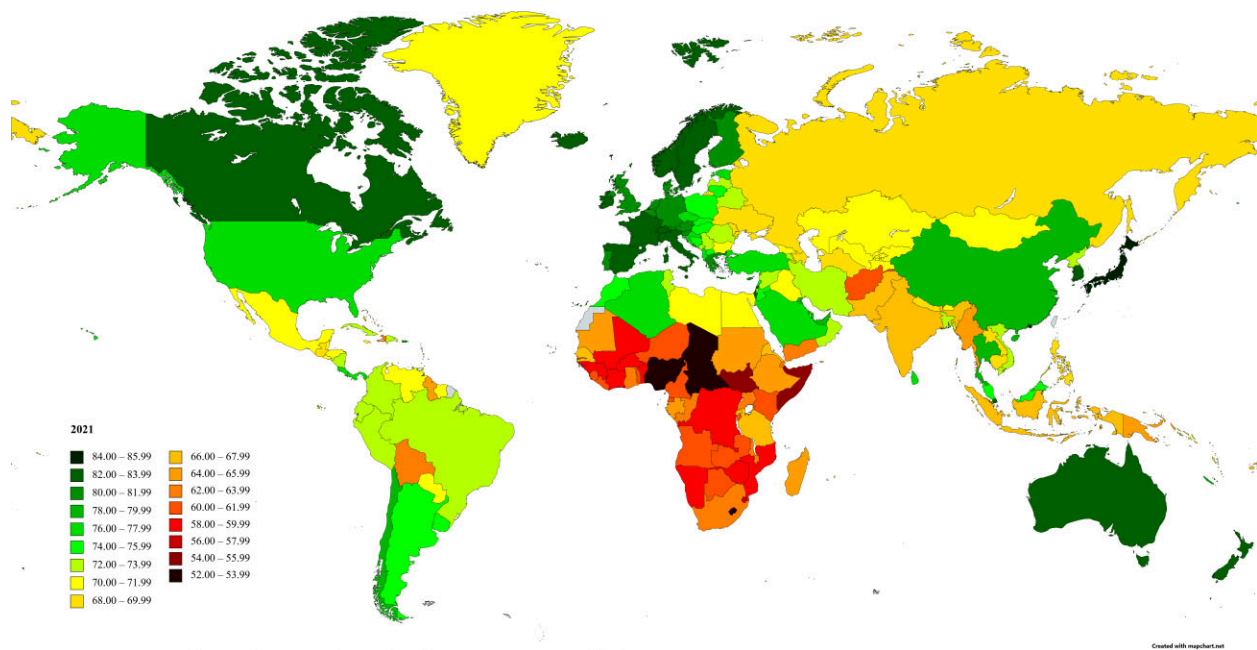 2021
84.00 – 85.99
82.00 – 83.99
80.00 – 81.99
78.00 – 79.99
76.00 – 77.99
74.00 – 75.99
72.00 – 73.99
70.00 – 71.99
68.00 – 69.99
66.00 – 67.99
64.00 – 65.99
62.00 – 63.99
60.00 – 61.99
58.00 – 59.99
56.00 – 57.99
54.00 – 55.99
52.00 – 53.99
Created with mapchart.net